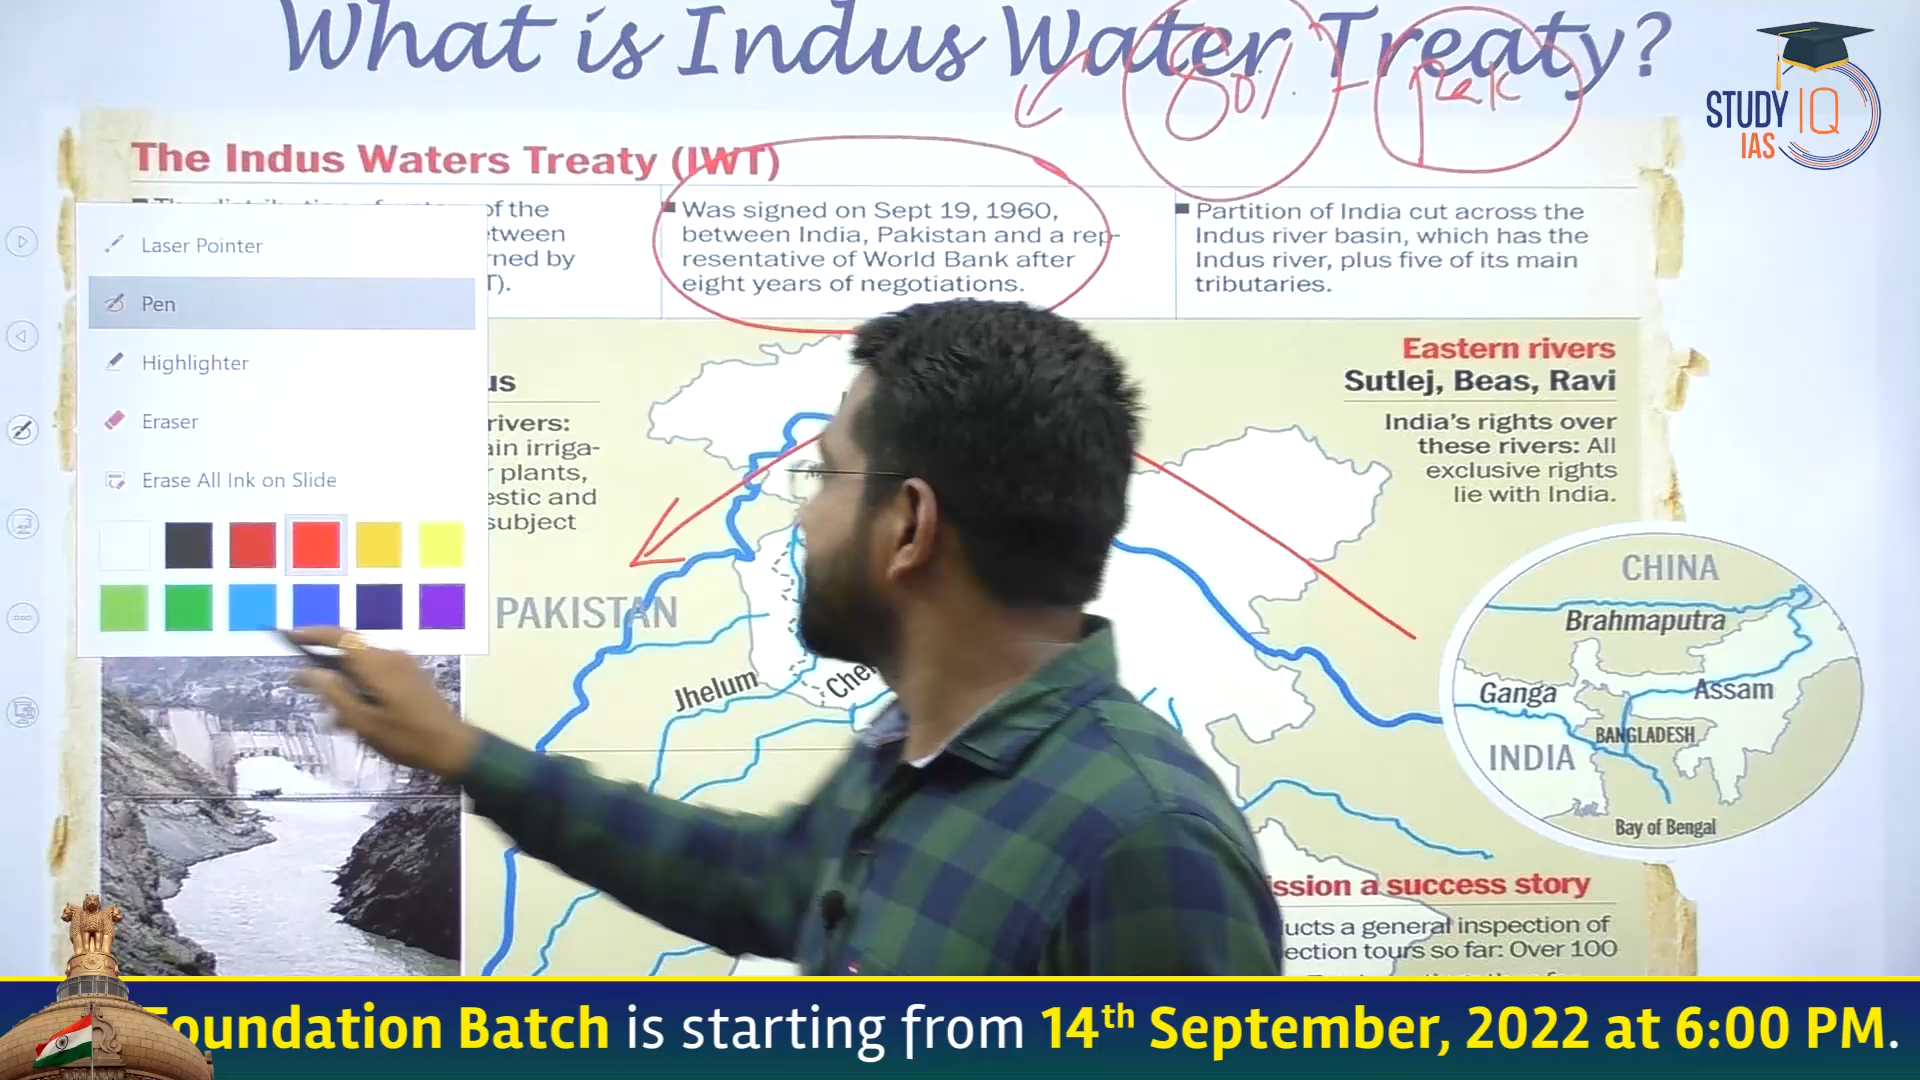 What is Indus Water Treaty?
80% - Pak
STUDY IQ
IAS
The Indus Waters Treaty (IWT)
of the
tween
ned by
T).
Was signed on Sept 19, 1960,
between India, Pakistan and a rep-
resentative of World Bank after
eight years of negotiations.
Partition of India cut across the
Indus river basin, which has the
Indus river, plus five of its main
tributaries.
Laser Pointer
Pen
Highlighter
Eraser
Erase All Ink on Slide
us
rivers:
ain irriga-
plants,
estic and
subject
Eastern rivers
Sutlej, Beas, Ravi
India's rights over
these rivers: All
exclusive rights
lie with India.
PAKISTAN
Jhelum
Che
CHINA
Brahmaputra
Ganga
Assam
BANGLADESH
INDIA
Bay of Bengal
ssion a success story
ucts a general inspection of
ection tours so far: Over 100
Foundation Batch is starting from 14th September, 2022 at 6:00 PM.